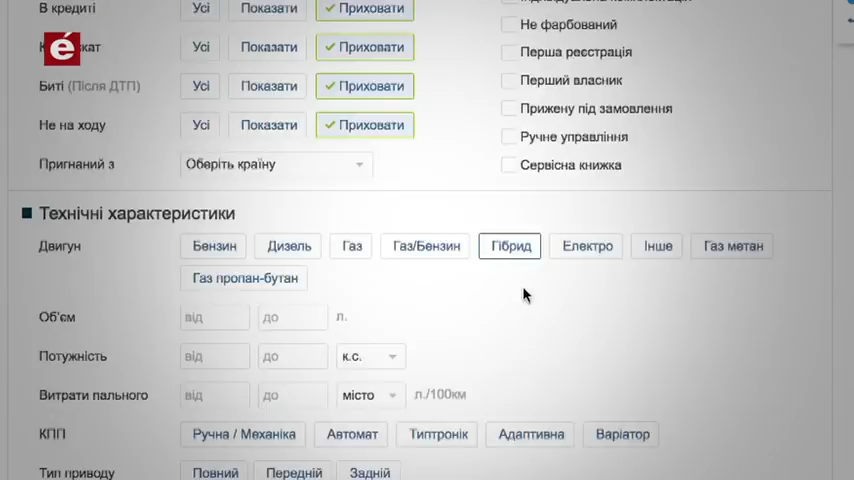 В кредиті Усі Показати Приховати
é
Усі Показати Приховати
Биті (Після ДТП) Усі Показати Приховати
Не на ходу Усі Показати Приховати
Пригнаний з Оберіть країну
Не фарбований
Перша реєстрація
Перший власник
Прижену під замовлення
Ручне управління
Сервісна книжка
Технічні характеристики
Двигун Бензин Дизель Газ Газ/Бензин Гібрид Електро Інше Газ метан
Газ пропан-бутан
Об'єм від до л.
Потужність від до к.с.
Витрати пального від до місто л./100км
КПП Ручна / Механіка Автомат Типтронік Адаптивна Варіатор
Тип приводу Повний Передній Задній